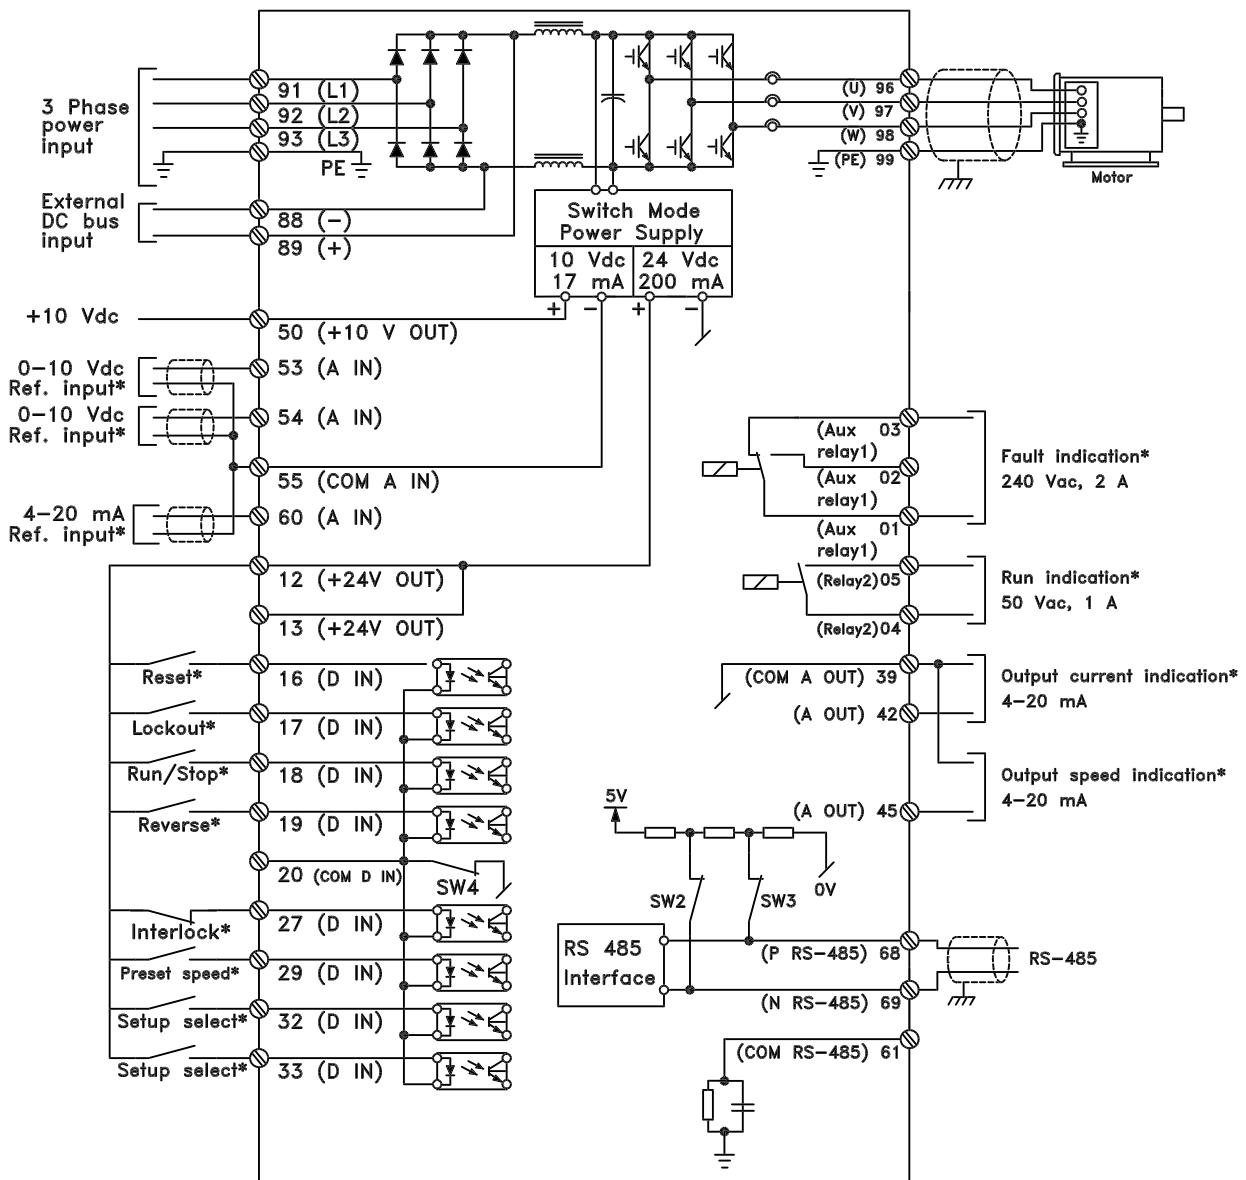 3 Phase
power
input
91 (L1)
92 (L2)
93 (L3)
PE
External
DC bus
input
88 (−)
89 (+)
Switch Mode
Power Supply
10 Vdc
17 mA
24 Vdc
200 mA
+
−
+
−
(U) 96
(V) 97
(W) 98
(PE) 99
Motor
+10 Vdc
50 (+10 V OUT)
0−10 Vdc
Ref. input*
53 (A IN)
0−10 Vdc
Ref. input*
54 (A IN)
55 (COM A IN)
4−20 mA
Ref. input*
60 (A IN)
12 (+24V OUT)
13 (+24V OUT)
Reset*
16 (D IN)
Lockout*
17 (D IN)
Run/Stop*
18 (D IN)
Reverse*
19 (D IN)
20 (COM D IN)
SW4
Interlock*
27 (D IN)
Preset speed*
29 (D IN)
Setup select*
32 (D IN)
Setup select*
33 (D IN)
(Aux 03
relay1)
(Aux 02
relay1)
(Aux 01
relay1)
Fault indication*
240 Vac, 2 A
(Relay2)05
(Relay2)04
Run indication*
50 Vac, 1 A
(COM A OUT) 39
(A OUT) 42
Output current indication*
4−20 mA
(A OUT) 45
Output speed indication*
4−20 mA
5V
0V
SW2
SW3
RS 485
Interface
(P RS−485) 68
(N RS−485) 69
RS−485
(COM RS−485) 61